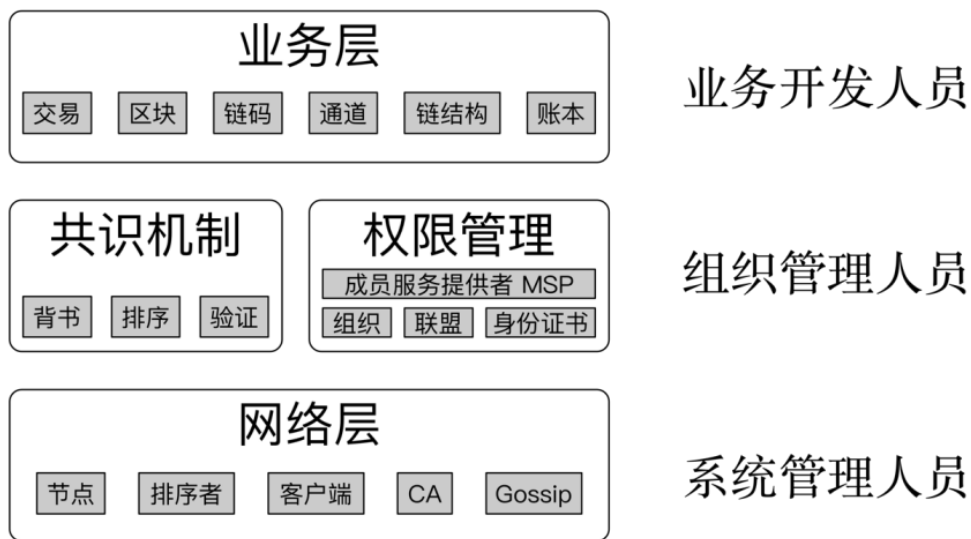 业务层
交易 区块 链码 通道 链结构 账本
业务开发人员
共识机制
背书 排序 验证
权限管理
成员服务提供者 MSP
组织 联盟 身份证书
组织管理人员
网络层
节点 排序者 客户端 CA Gossip
系统管理人员